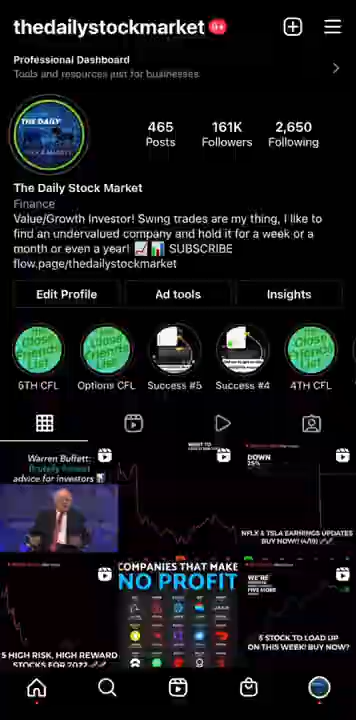 thedailystockmarket 9+
Professional Dashboard
Tools and resources just for businesses.
THE DAILY
STOCK MARKET
465 161K 2,650
Posts Followers Following
The Daily Stock Market
Finance
Value/Growth Investor! Swing trades are my thing, I like to
find an undervalued company and hold it for a week or a
month or even a year! 📈 📊 SUBSCRIBE
flow.page/thedailystockmarket
Edit Profile Ad tools Insights
Close
Friends
List
Close
Friends
List
Close
Friends
List
5TH CFL Options CFL Success #5 Success #4 4TH CFL
Warren Buffett:
Brutally honest
advice for investors
WANT TO
DOWN
25%
NFLX & TSLA EARNINGS UPDATES
BUY NOW? (4/19)
5 HIGH RISK, HIGH REWARD
STOCKS FOR 2022
COMPANIES THAT MAKE
NO PROFIT
WE'RE
FIVE MORE
5 STOCK TO LOAD UP
ON THIS WEEK! BUY NOW?